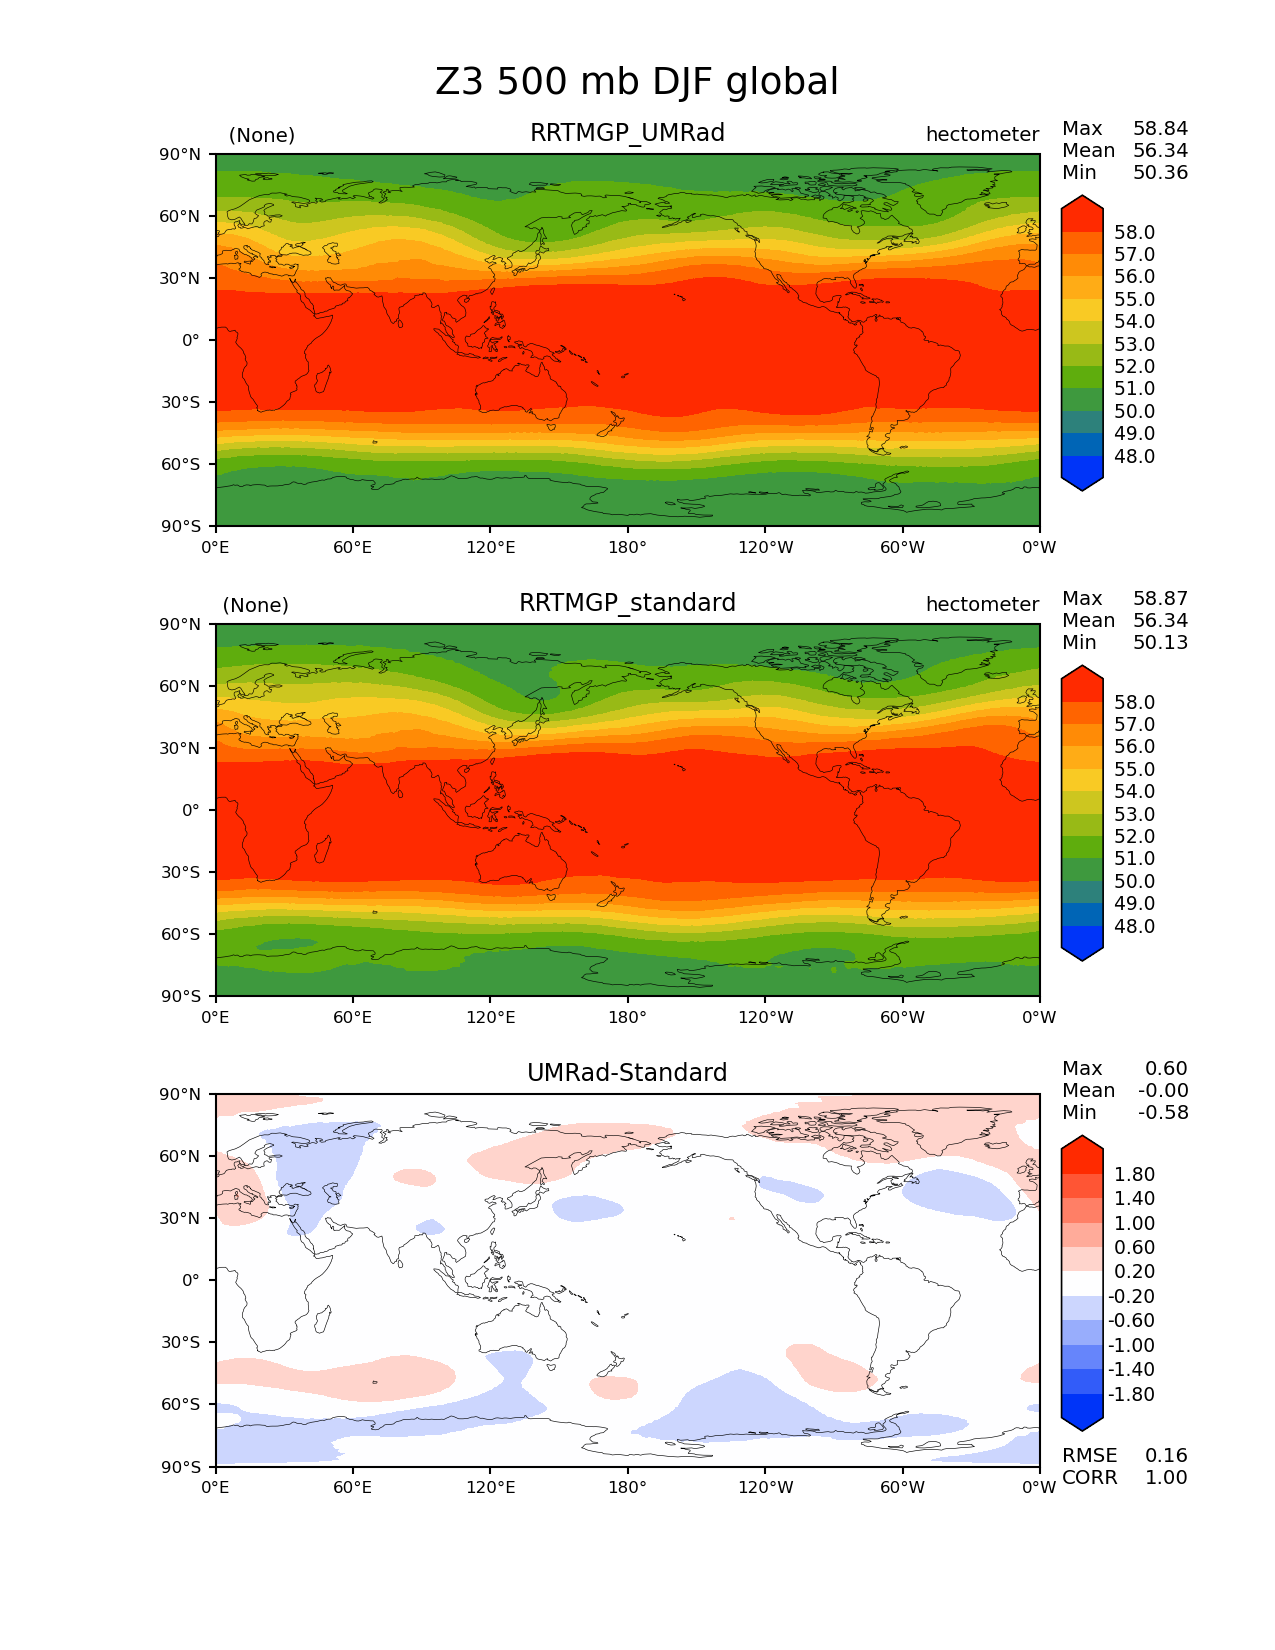 Z3 500 mb DJF global
(None) RRTMGP_UMRad hectometer
Max 58.84
Mean 56.34
Min 50.36
90°N
60°N
30°N
0°
30°S
60°S
90°S
0°E 60°E 120°E 180° 120°W 60°W 0°W
58.0
57.0
56.0
55.0
54.0
53.0
52.0
51.0
50.0
49.0
48.0
(None) RRTMGP_standard hectometer
Max 58.87
Mean 56.34
Min 50.13
90°N
60°N
30°N
0°
30°S
60°S
90°S
0°E 60°E 120°E 180° 120°W 60°W 0°W
58.0
57.0
56.0
55.0
54.0
53.0
52.0
51.0
50.0
49.0
48.0
UMRad-Standard
Max 0.60
Mean -0.00
Min -0.58
90°N
60°N
30°N
0°
30°S
60°S
90°S
0°E 60°E 120°E 180° 120°W 60°W 0°W
1.80
1.40
1.00
0.60
0.20
-0.20
-0.60
-1.00
-1.40
-1.80
RMSE 0.16
CORR 1.00